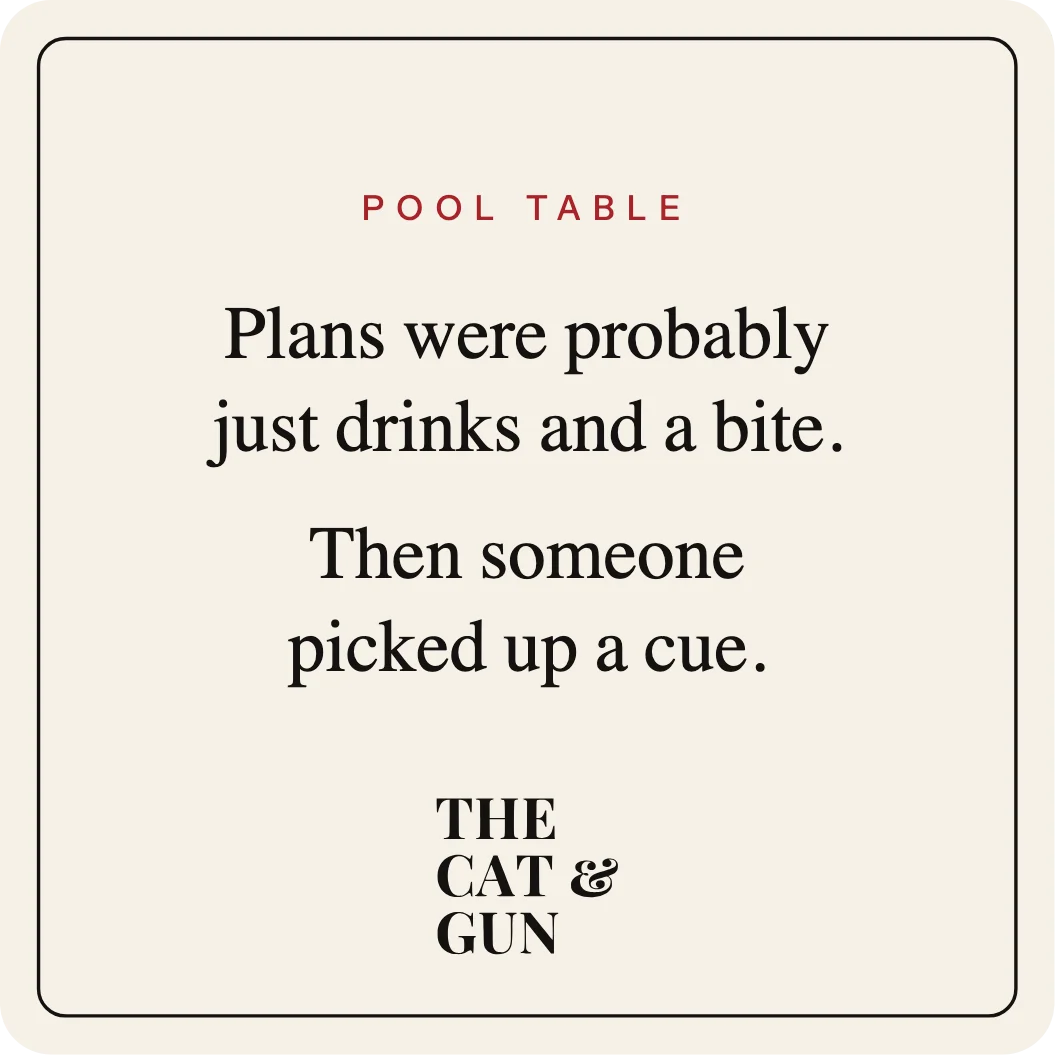 POOL TABLE
Plans were probably
just drinks and a bite.
Then someone
picked up a cue.
THE
CAT &
GUN